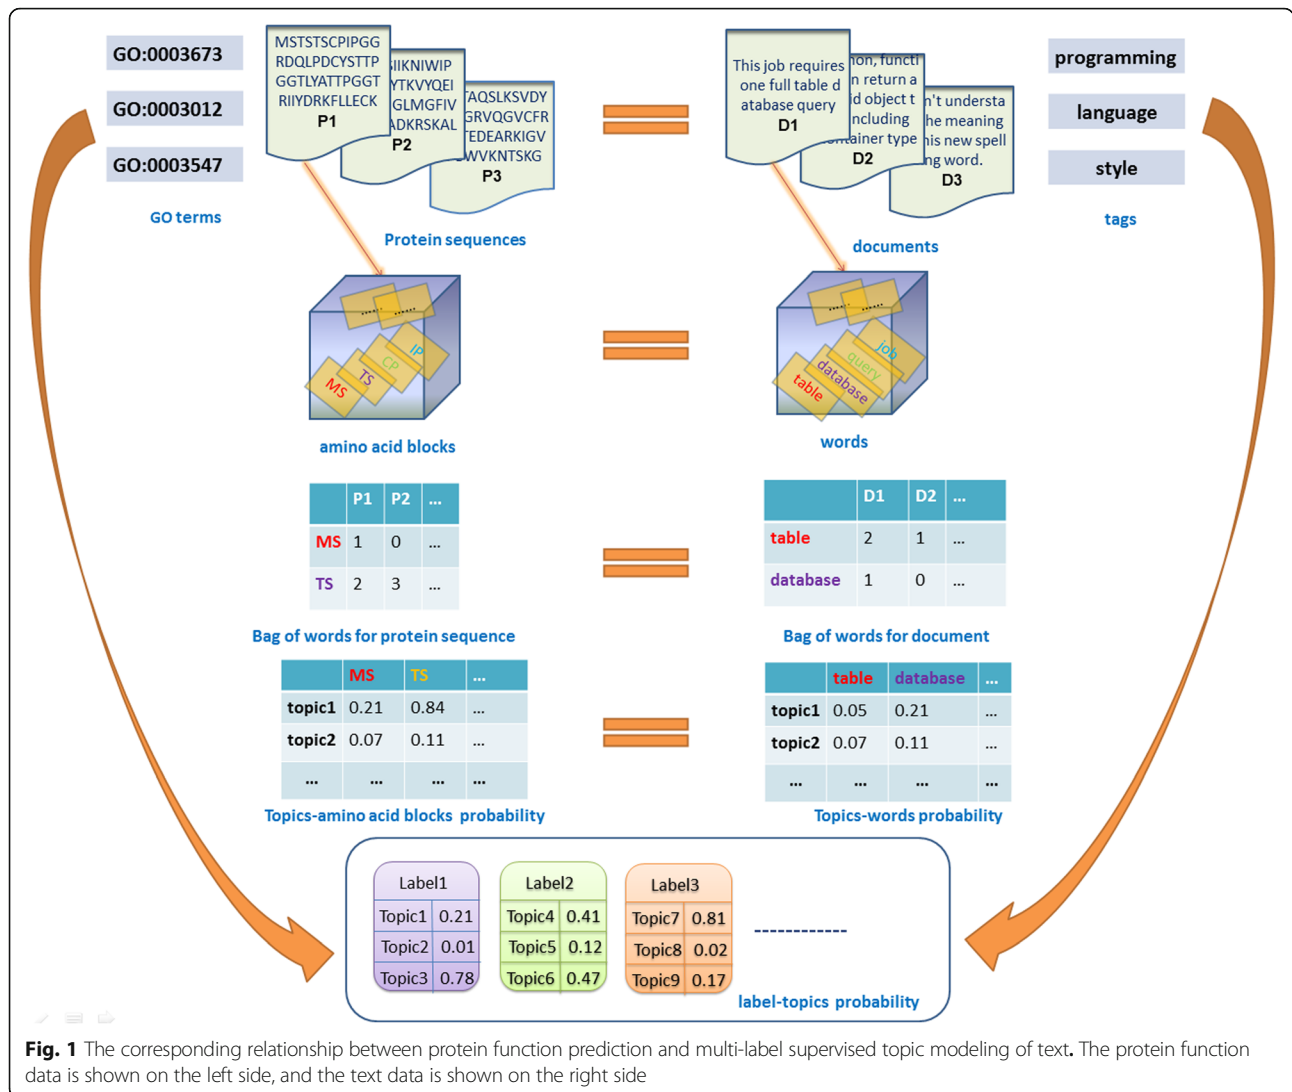 GO:0003673
GO:0003012
GO:0003547
GO terms
MSTSTSCPIPGG
RDQLPDCYSTTP
GGTLYATTPGGT
RIIYDRKFLLECK
P1
IIKNIWIP
YTKVYQEI
GLMGFIV
ADKRSKAL
P2
TAQSLKSVDY
GRVQGVCFR
TEDEARKIGV
WVKNTSKG
P3
Protein sequences
This job requires
one full table d
atabase query
D1
non, functi
n return a
id object t
including
ontainer type
D2
n't understa
he meaning
his new spell
ng word.
D3
documents
programming
language
style
tags
......
......
IP
CP
TS
MS
amino acid blocks
......
......
job
query
database
table
words
P1 P2 ...
MS 1 0 ...
TS 2 3 ...
Bag of words for protein sequence
D1 D2 ...
table 2 1 ...
database 1 0 ...
Bag of words for document
MS TS ...
topic1 0.21 0.84 ...
topic2 0.07 0.11 ...
... ... ... ...
Topics-amino acid blocks probability
table database ...
topic1 0.05 0.21 ...
topic2 0.07 0.11 ...
... ... ... ...
Topics-words probability
Label1
Topic1 0.21
Topic2 0.01
Topic3 0.78
Label2
Topic4 0.41
Topic5 0.12
Topic6 0.47
Label3
Topic7 0.81
Topic8 0.02
Topic9 0.17
------------
label-topics probability
Fig. 1 The corresponding relationship between protein function prediction and multi-label supervised topic modeling of text. The protein function
data is shown on the left side, and the text data is shown on the right side